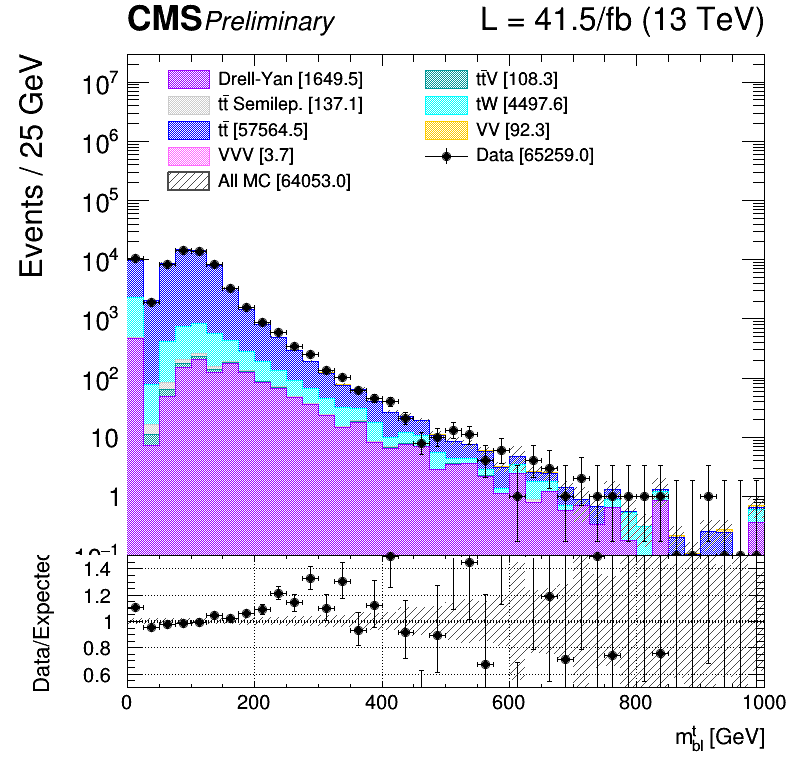 CMS Preliminary L = 41.5/fb (13 TeV)
Events / 25 GeV
Drell-Yan [1649.5]
tt̄ Semilep. [137.1]
tt̄ [57564.5]
VVV [3.7]
All MC [64053.0]
tt̄V [108.3]
tW [4497.6]
VV [92.3]
Data [65259.0]
10⁷
10⁶
10⁵
10⁴
10³
10²
10
1
10⁻¹
Data/Expected
1.4
1.2
1
0.8
0.6
0 200 400 600 800 1000
mᵗbl [GeV]